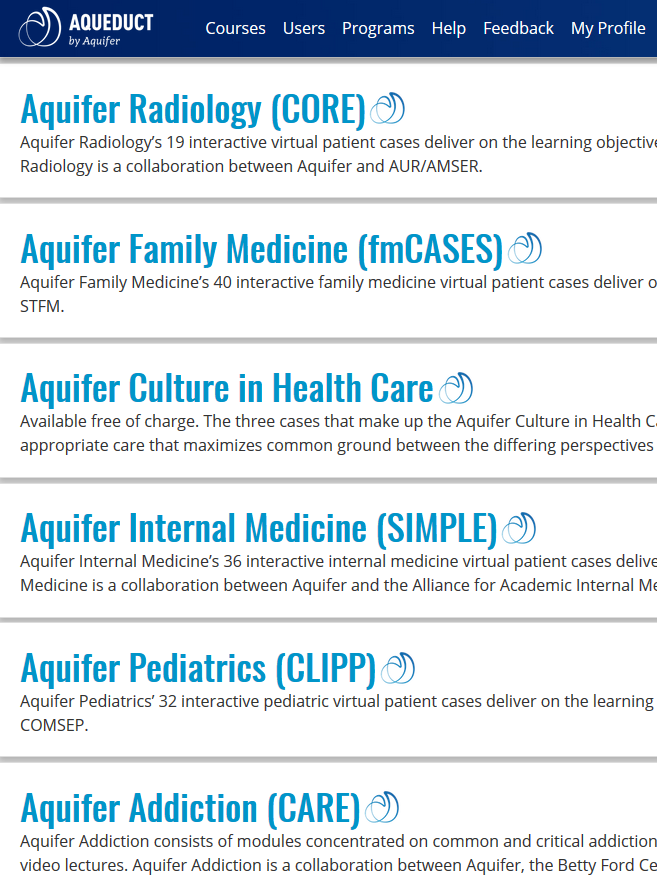 AQUEDUCT
by Aquifer
Courses Users Programs Help Feedback My Profile
Aquifer Radiology (CORE)
Aquifer Radiology’s 19 interactive virtual patient cases deliver on the learning objective
Radiology is a collaboration between Aquifer and AUR/AMSER.
Aquifer Family Medicine (fmCASES)
Aquifer Family Medicine’s 40 interactive family medicine virtual patient cases deliver o
STFM.
Aquifer Culture in Health Care
Available free of charge. The three cases that make up the Aquifer Culture in Health Ca
appropriate care that maximizes common ground between the differing perspectives
Aquifer Internal Medicine (SIMPLE)
Aquifer Internal Medicine’s 36 interactive internal medicine virtual patient cases delive
Medicine is a collaboration between Aquifer and the Alliance for Academic Internal Me
Aquifer Pediatrics (CLIPP)
Aquifer Pediatrics’ 32 interactive pediatric virtual patient cases deliver on the learning
COMSEP.
Aquifer Addiction (CARE)
Aquifer Addiction consists of modules concentrated on common and critical addiction
video lectures. Aquifer Addiction is a collaboration between Aquifer, the Betty Ford Ce